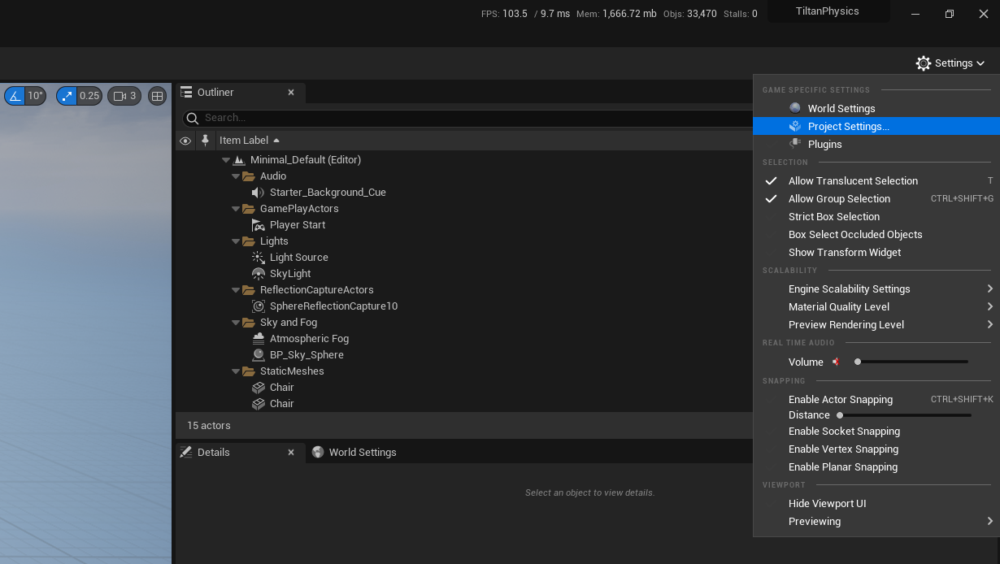 FPS: 103.5 / 9.7 ms Mem: 1,666.72 mb Objs: 33,470 Stalls: 0
TiltanPhysics
Settings
10°
0.25
3
Outliner
Search...
Item Label
Minimal_Default (Editor)
Audio
Starter_Background_Cue
GamePlayActors
Player Start
Lights
Light Source
SkyLight
ReflectionCaptureActors
SphereReflectionCapture10
Sky and Fog
Atmospheric Fog
BP_Sky_Sphere
StaticMeshes
Chair
Chair
15 actors
Details
World Settings
Select an object to view details.
GAME SPECIFIC SETTINGS
World Settings
Project Settings...
Plugins
SELECTION
Allow Translucent Selection T
Allow Group Selection CTRL+SHIFT+G
Strict Box Selection
Box Select Occluded Objects
Show Transform Widget
SCALABILITY
Engine Scalability Settings
Material Quality Level
Preview Rendering Level
REAL TIME AUDIO
Volume
SNAPPING
Enable Actor Snapping CTRL+SHIFT+K
Distance
Enable Socket Snapping
Enable Vertex Snapping
Enable Planar Snapping
VIEWPORT
Hide Viewport UI
Previewing